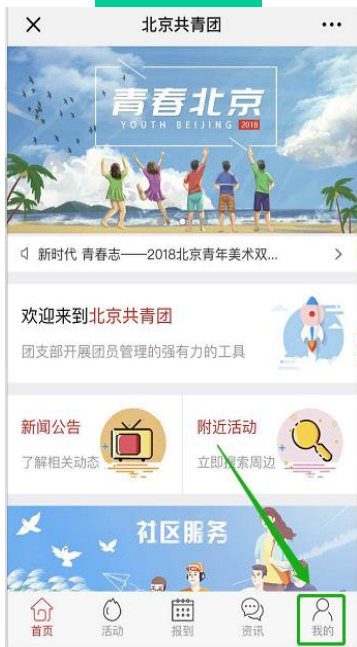 北京共青团
青春北京
YOUTH BEIJING 2018
新时代 青春志——2018北京青年美术双...
欢迎来到北京共青团
团支部开展团员管理的强有力的工具
新闻公告
了解相关动态
附近活动
立即搜索周边
社区服务
首页
活动
报到
资讯
我的